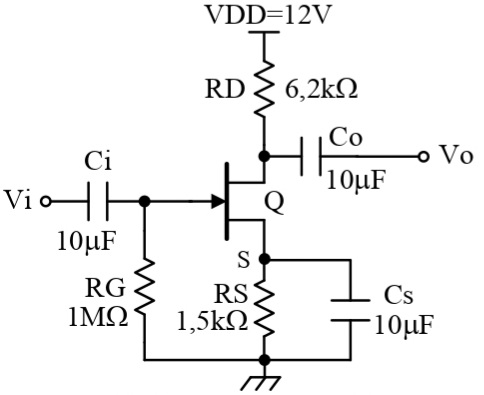 VDD=12V
RD 6,2kΩ
Co
Vo
10µF
Ci
Vi
Q
10µF
S
RG
1MΩ
RS
1,5kΩ
Cs
10µF